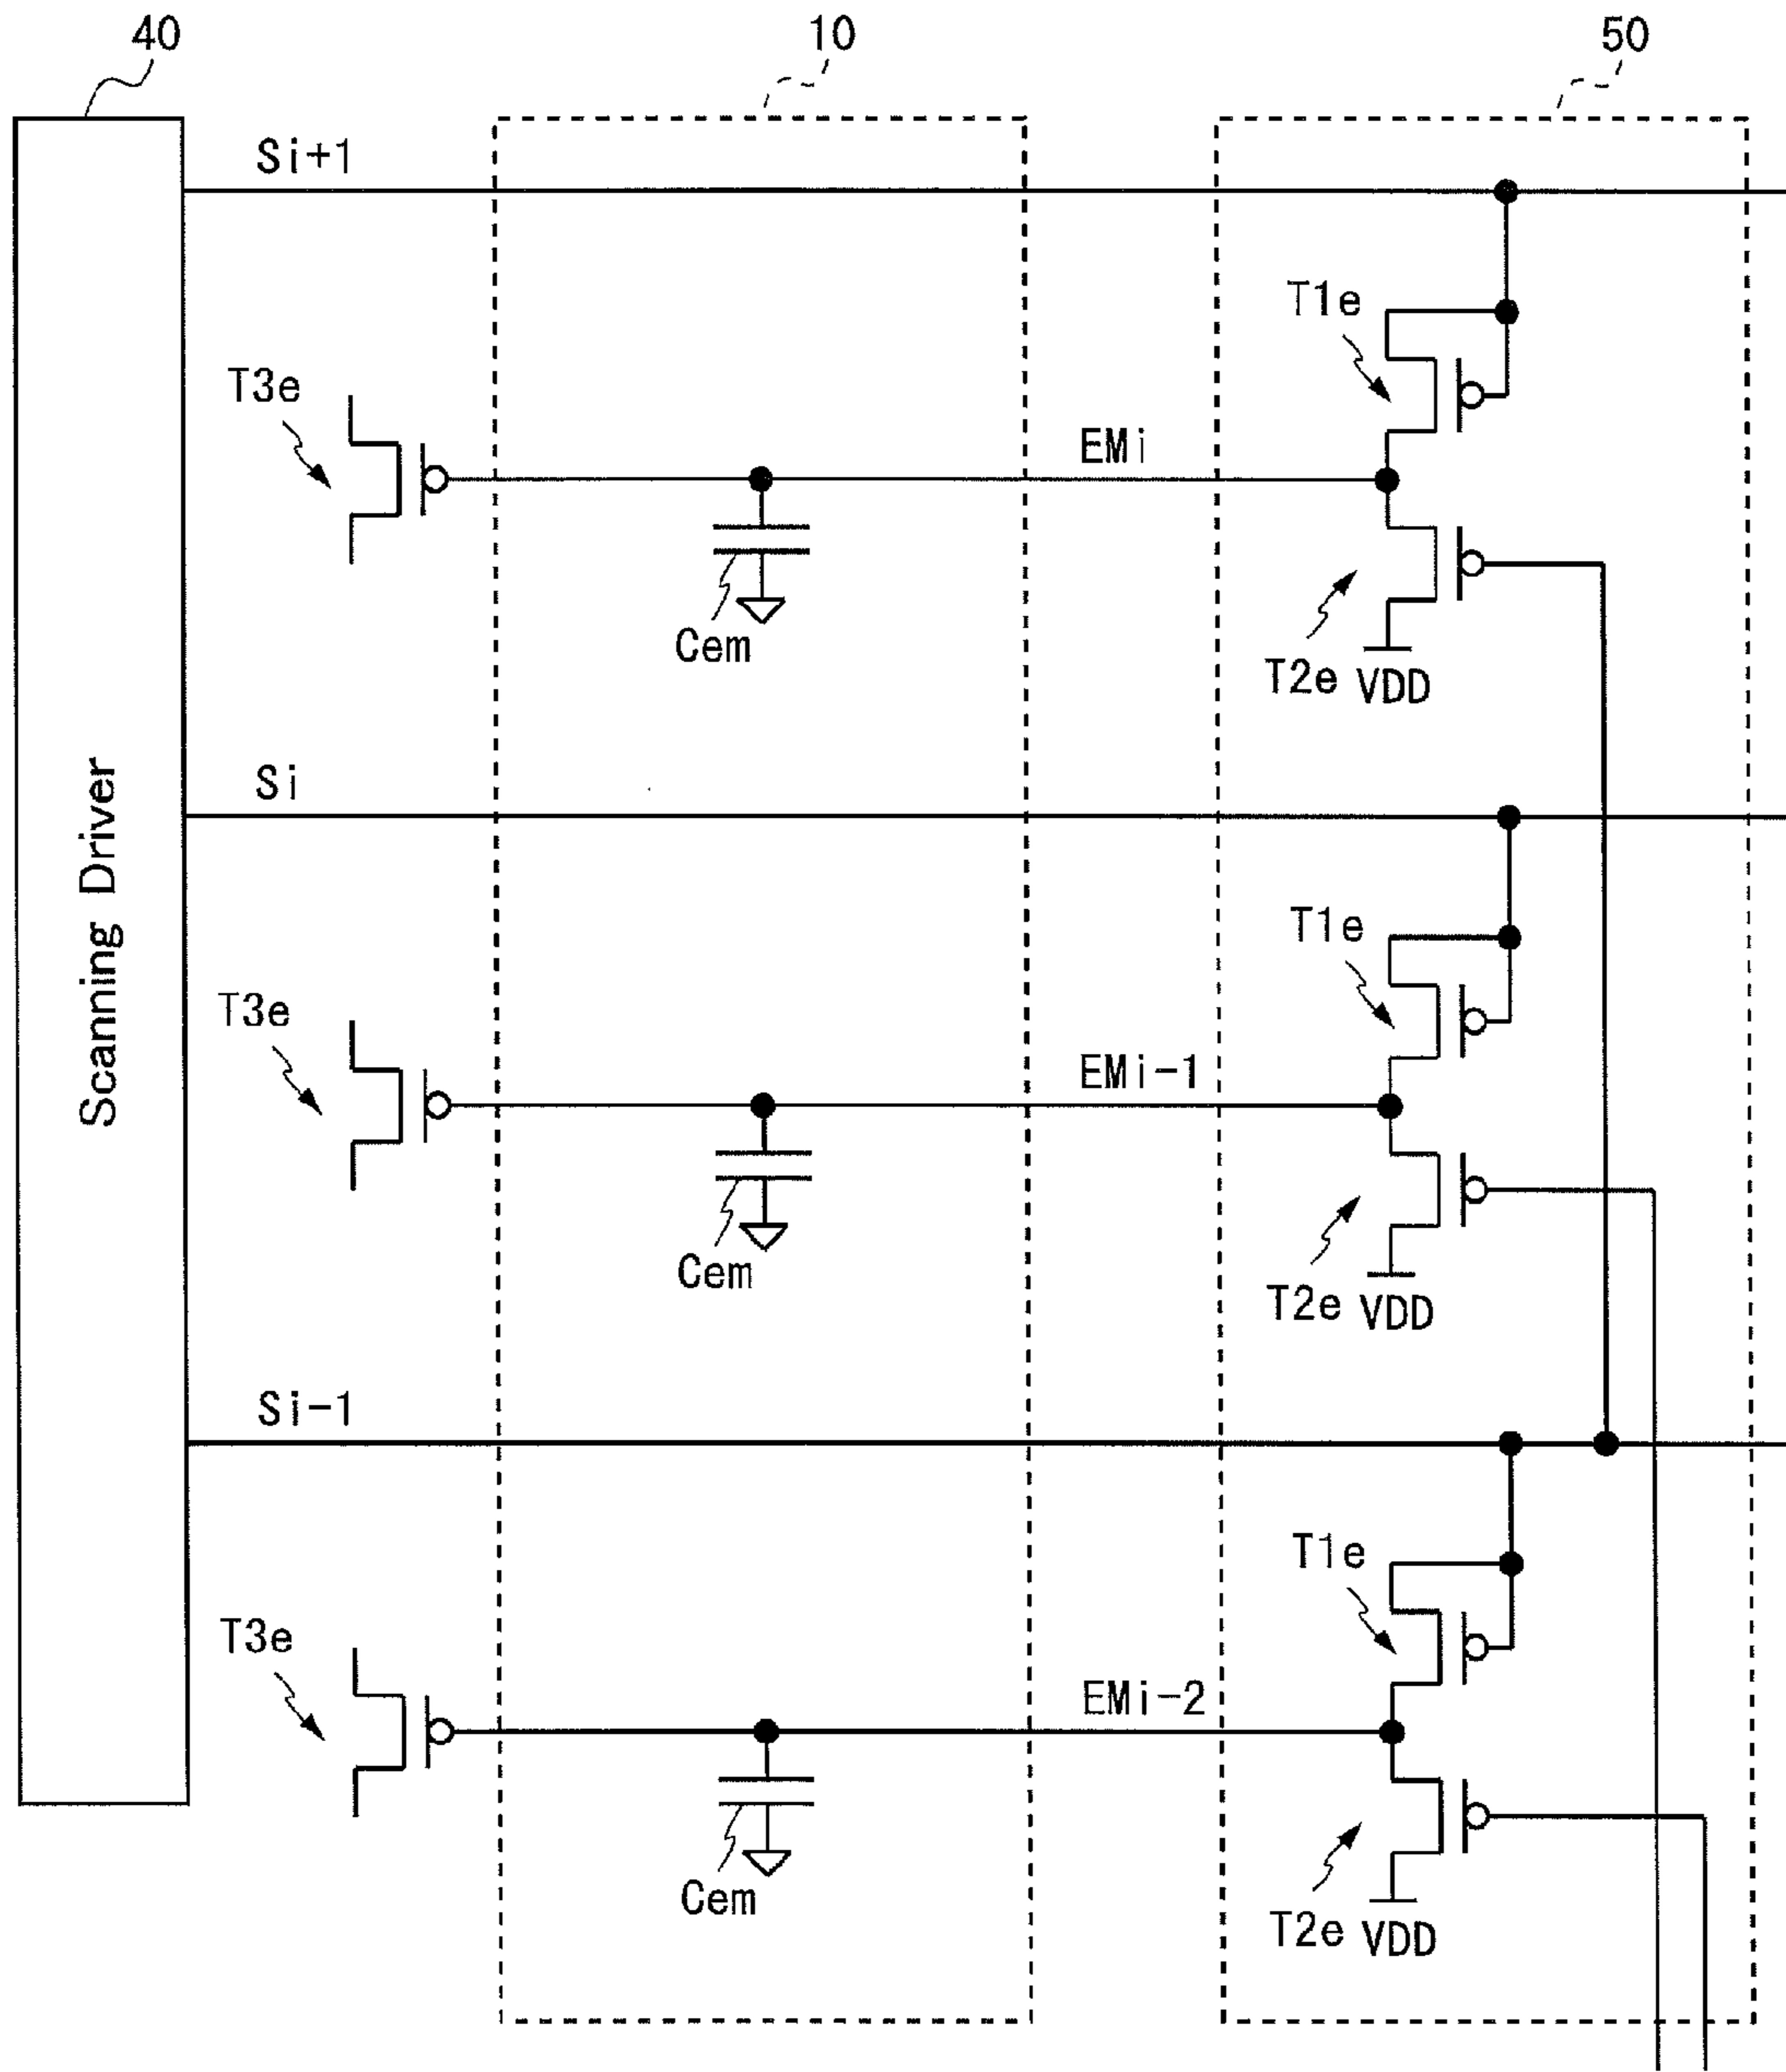 40
10
50
Si+1
T1e
T3e
EMi
Cem
T2e
VDD
Si
Scanning Driver
T1e
T3e
EMi-1
Cem
T2e
VDD
Si-1
T1e
T3e
EMi-2
Cem
T2e
VDD